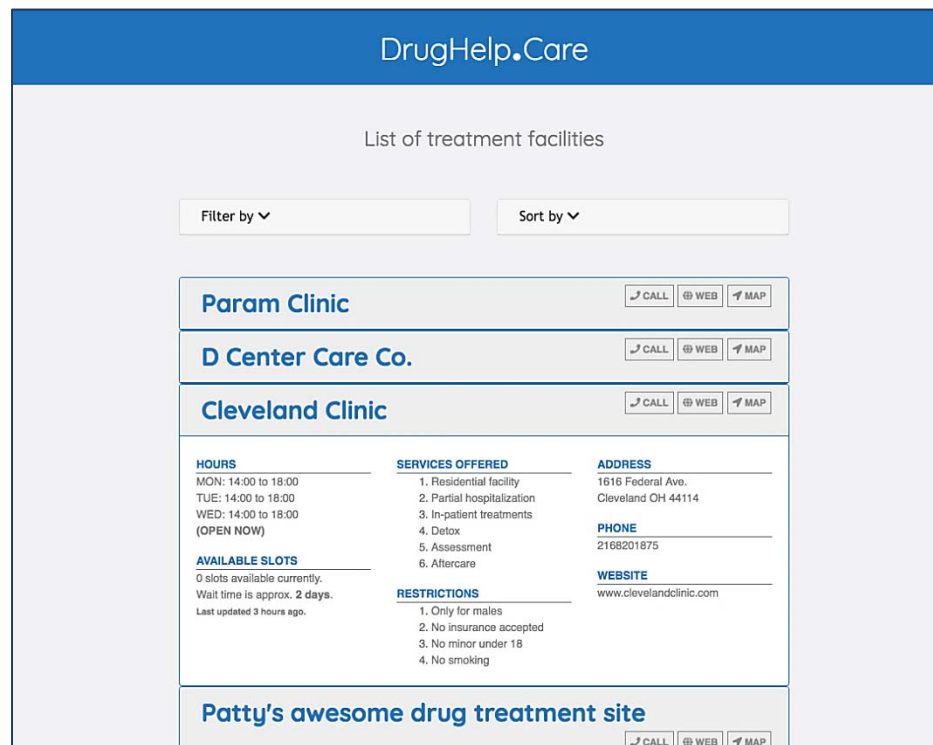 DrugHelp.Care
List of treatment facilities
Filter by
Sort by
Param Clinic
CALL WEB MAP
D Center Care Co.
CALL WEB MAP
Cleveland Clinic
CALL WEB MAP
HOURS
MON: 14:00 to 18:00
TUE: 14:00 to 18:00
WED: 14:00 to 18:00
(OPEN NOW)
AVAILABLE SLOTS
0 slots available currently.
Wait time is approx. 2 days.
Last updated 3 hours ago.
SERVICES OFFERED
1. Residential facility
2. Partial hospitalization
3. In-patient treatments
4. Detox
5. Assessment
6. Aftercare
RESTRICTIONS
1. Only for males
2. No insurance accepted
3. No minor under 18
4. No smoking
ADDRESS
1616 Federal Ave.
Cleveland OH 44114
PHONE
2168201875
WEBSITE
www.clevelandclinic.com
Patty's awesome drug treatment site
CALL WEB MAP